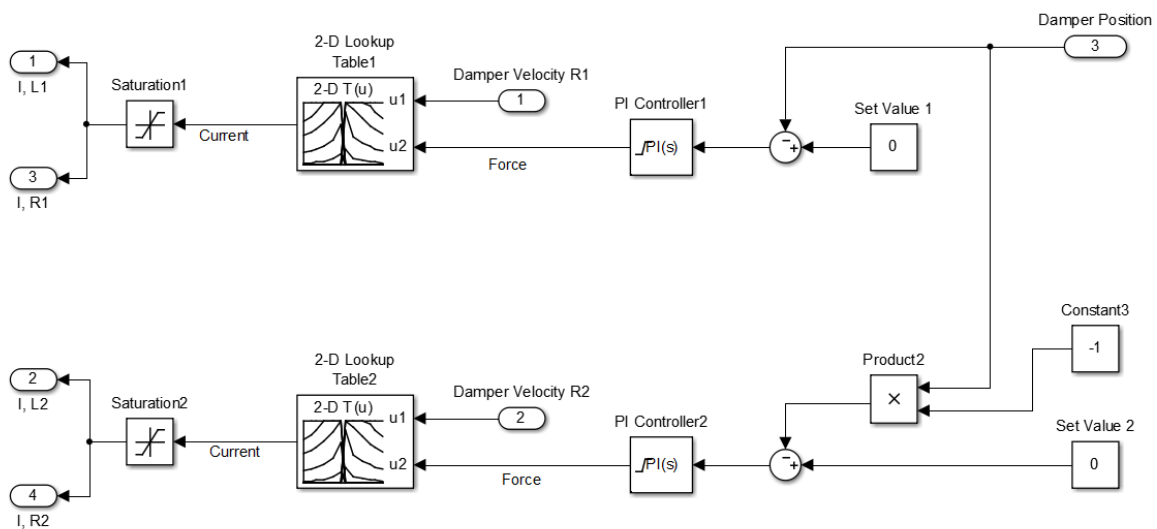 Damper Position
3
2-D Lookup
Table1
1
I, L1
Saturation1
2-D T(u)
u1
u2
Damper Velocity R1
1
PI Controller1
PI(s)
Set Value 1
0
−
+
Current
Force
3
I, R1
Constant3
-1
2-D Lookup
Table2
Product2
×
2
I, L2
Saturation2
2-D T(u)
u1
u2
Damper Velocity R2
2
PI Controller2
PI(s)
Set Value 2
0
−
+
Current
Force
4
I, R2